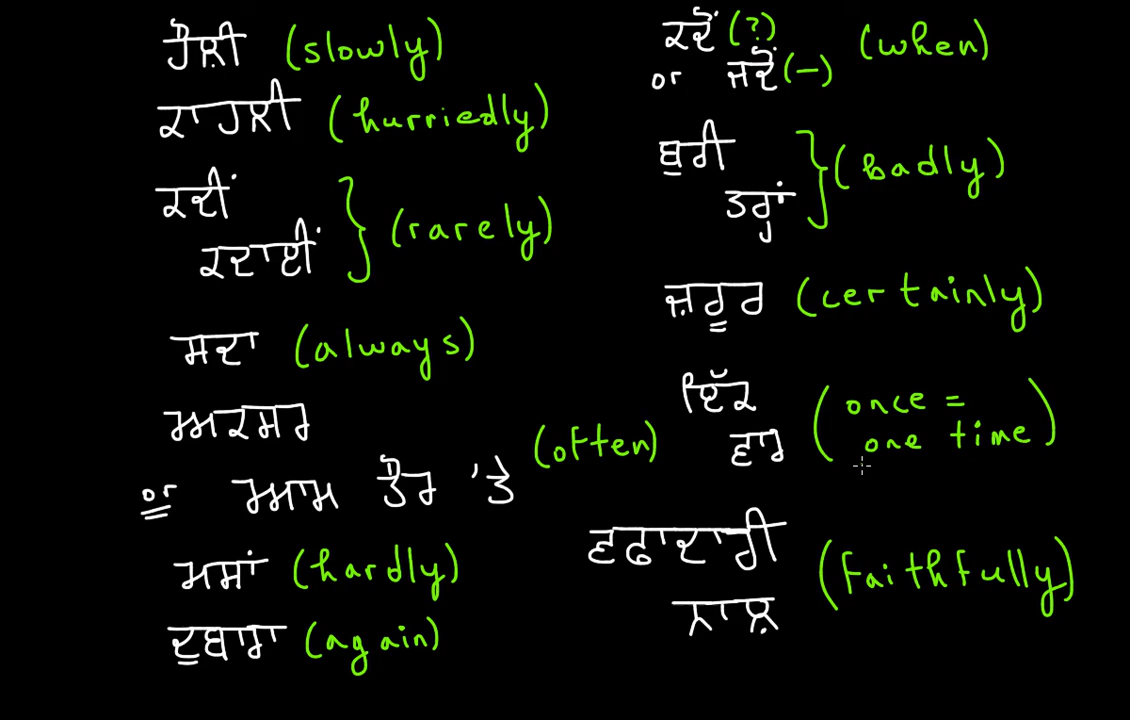 ਹੌਲ਼ੀ (slowly)
ਕਾਹਲ਼ੀ (hurriedly)
ਕਦੀਂ
ਕਦਾਈਂ } (rarely)
ਸਦਾ (always)
ਅਕਸਰ
or ਆਮ ਤੌਰ 'ਤੇ (often)
ਮਸਾਂ (hardly)
ਦੁਬਾਰਾ (again)
ਕਦੋਂ (?)
or ਜਦੋਂ (-) (when)
ਬੁਰੀ
ਤਰ੍ਹਾਂ } (badly)
ਜ਼ਰੂਰ (certainly)
ਇੱਕ (once =
ਵਾਰ one time)
ਵਫਾਦਾਰੀ
ਨਾਲ਼ (faithfully)